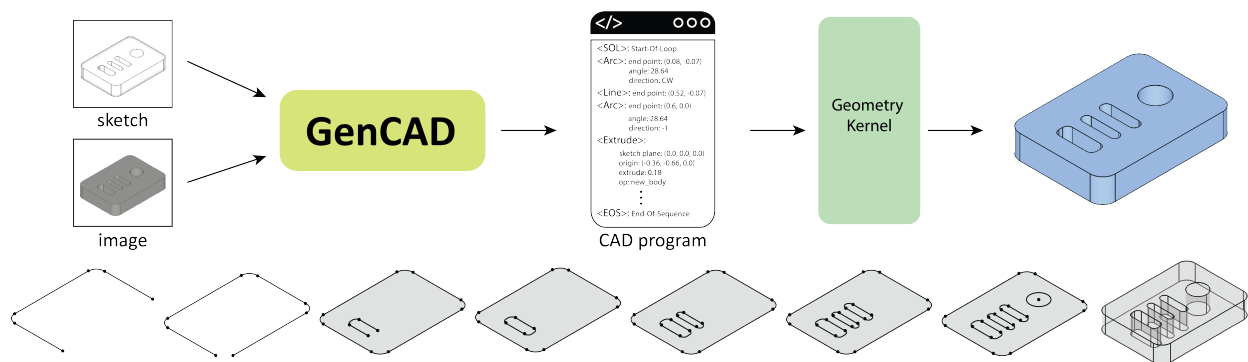 sketch
image
GenCAD
</>
<SOL>: Start-Of-Loop
<Arc>: end point: (0.08, -0.07)
angle: 28.64
direction: CW
<Line>: end point: (0.52, -0.07)
<Arc>: end point: (0.6, 0.0)
angle: 28.64
direction: -1
<Extrude>:
sketch plane: (0.0, 0.0, 0.0)
origin: (-0.36, -0.66, 0.0)
extrude: 0.18
op: new_body
<EOS>: End-Of-Sequence
CAD program
Geometry
Kernel